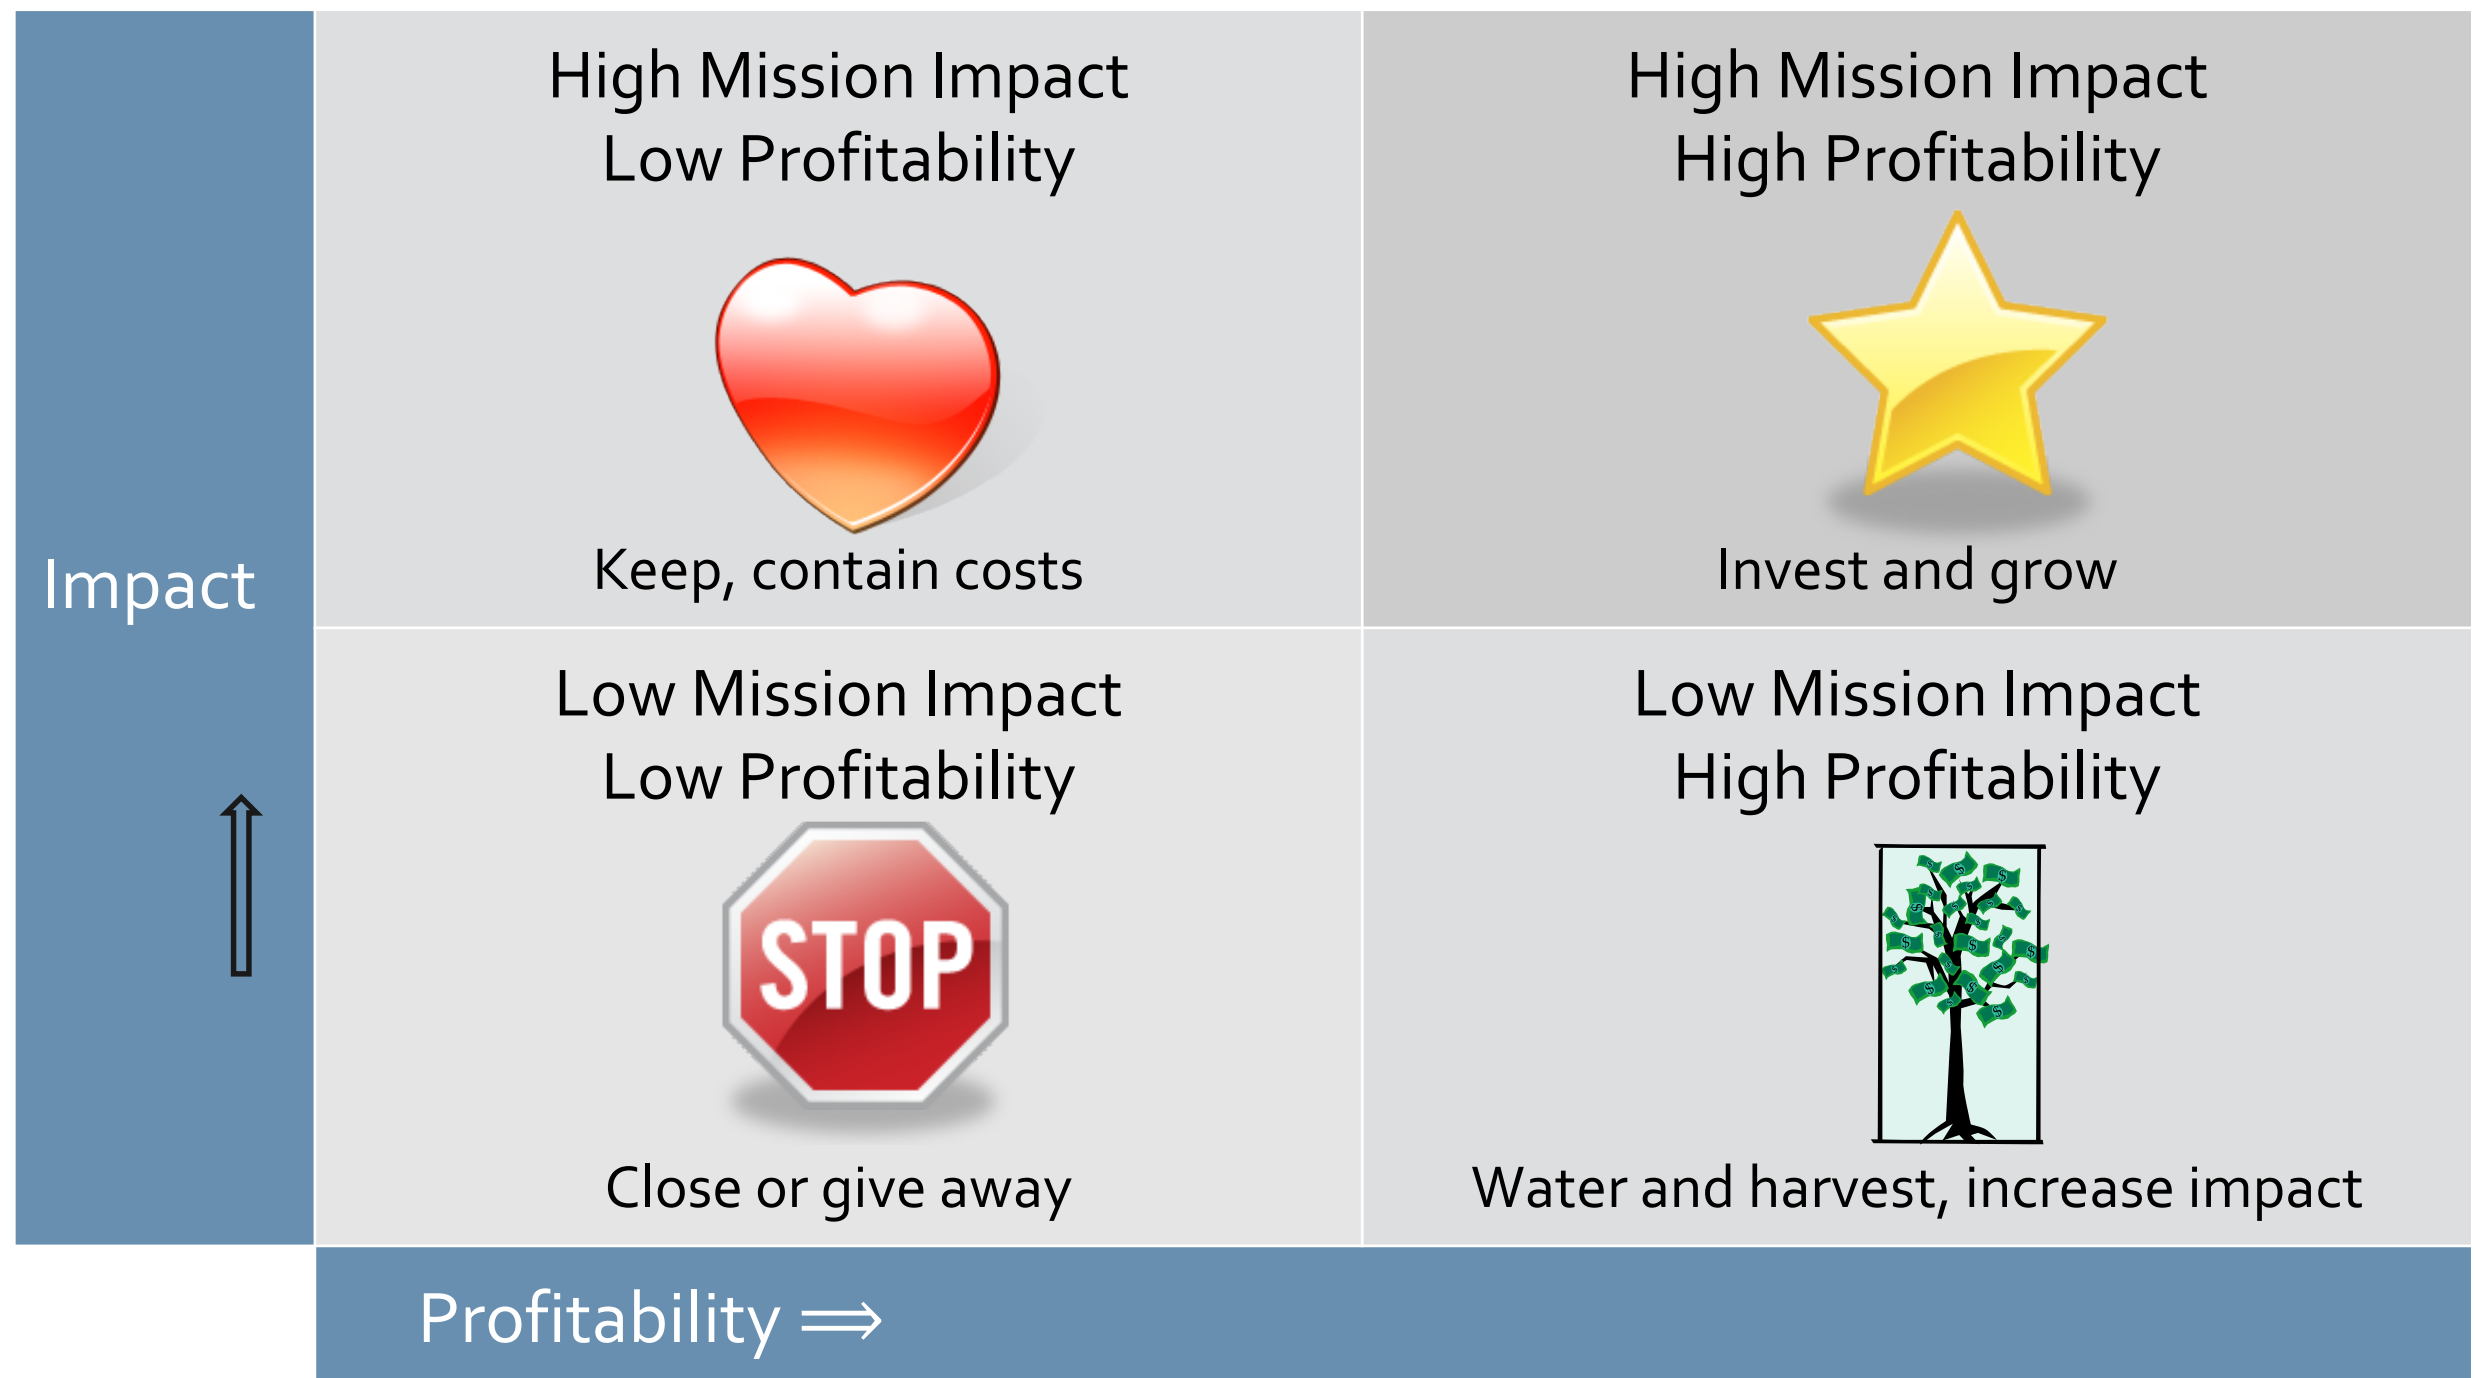 High Mission Impact
Low Profitability
Keep, contain costs
High Mission Impact
High Profitability
Invest and grow
Impact
Low Mission Impact
Low Profitability
STOP
Close or give away
Low Mission Impact
High Profitability
Water and harvest, increase impact
Profitability ⟹